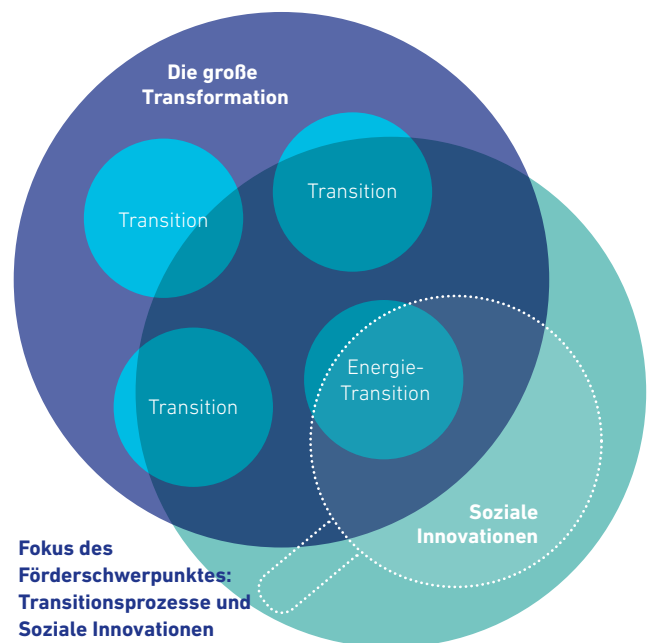 Die große
Transformation
Transition
Transition
Energie-
Transition
Transition
Soziale
Innovationen
Fokus des
Förderschwerpunktes:
Transitionsprozesse und
Soziale Innovationen